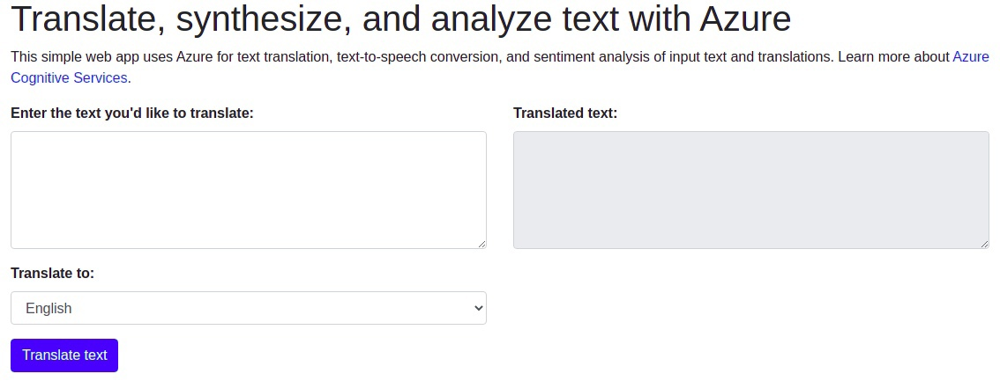 Translate, synthesize, and analyze text with Azure
This simple web app uses Azure for text translation, text-to-speech conversion, and sentiment analysis of input text and translations. Learn more about Azure
Cognitive Services.
Enter the text you'd like to translate:
Translated text:
Translate to:
English
Translate text